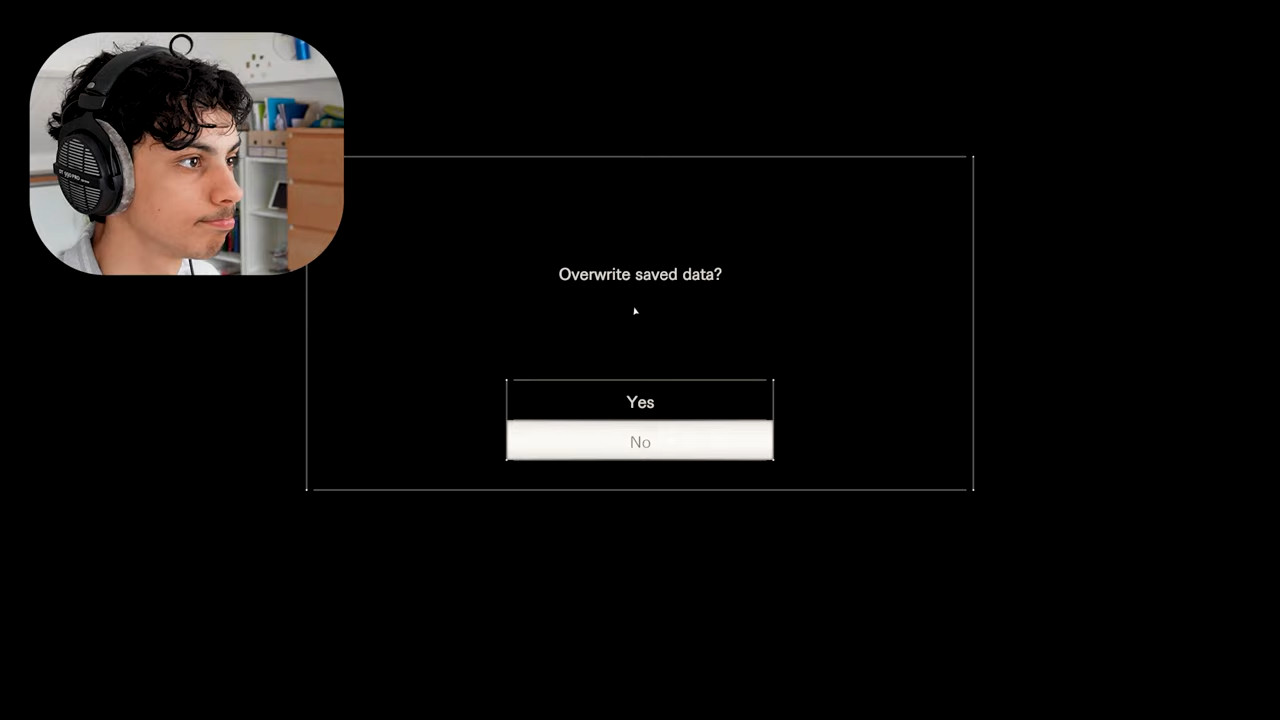 Overwrite saved data?
Yes
No